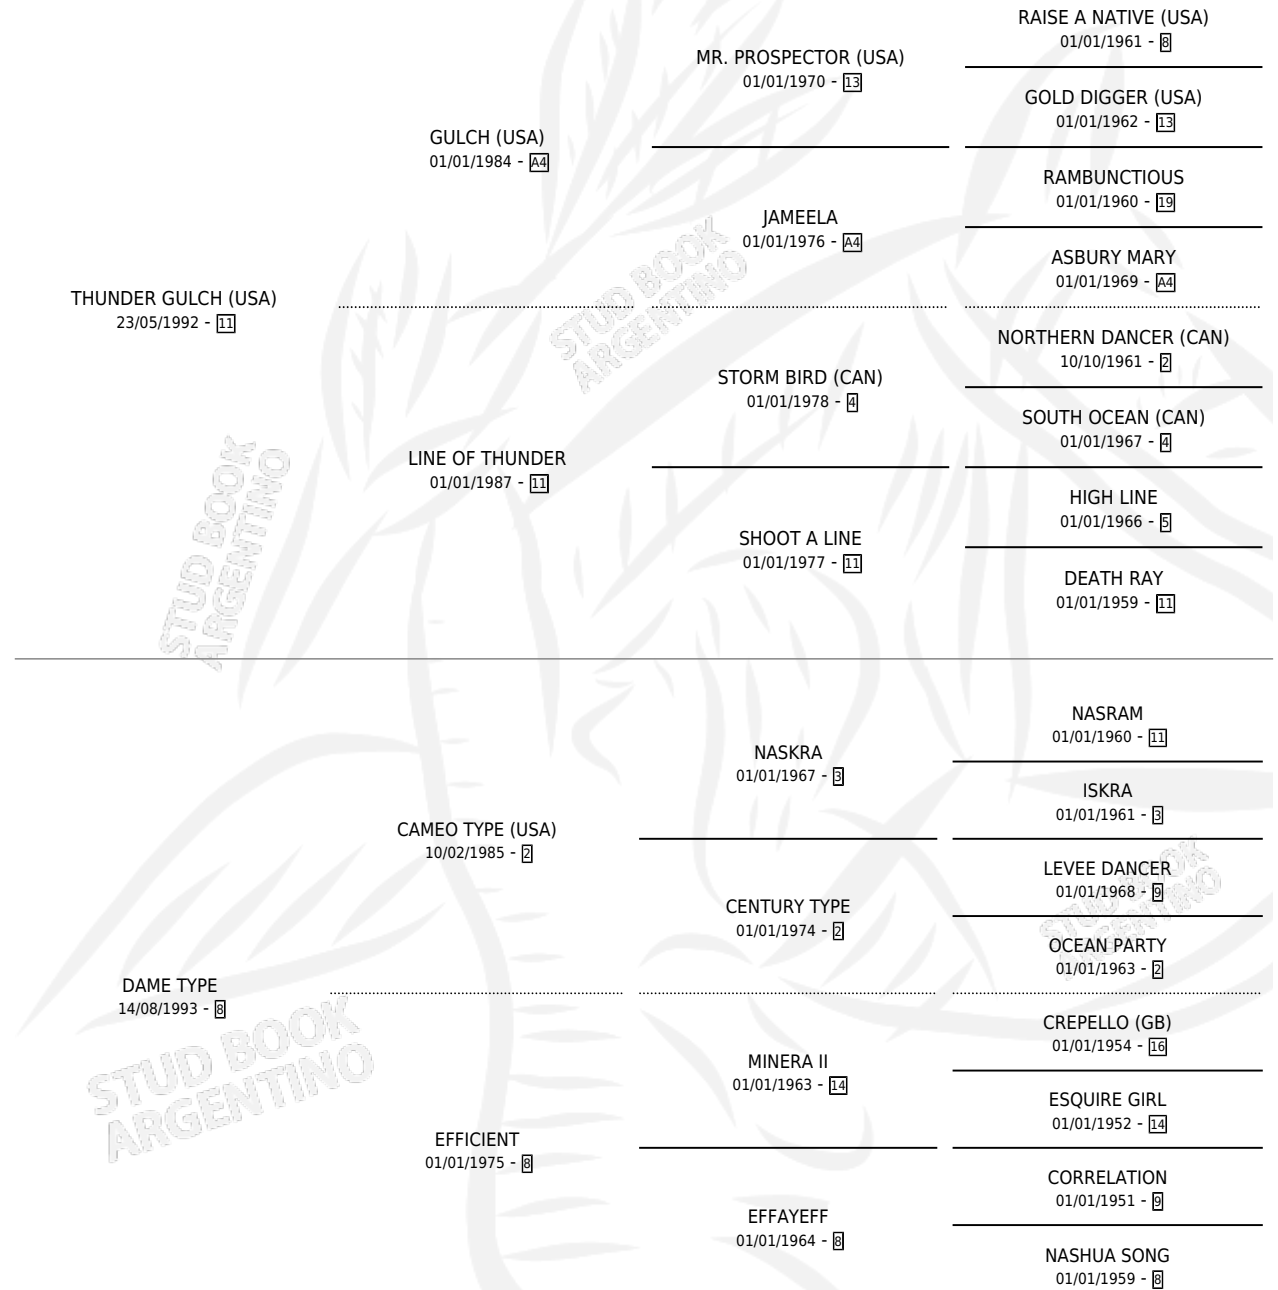 RAISE A NATIVE (USA)
01/01/1961 - 8
MR. PROSPECTOR (USA)
01/01/1970 - 13
GOLD DIGGER (USA)
01/01/1962 - 13
GULCH (USA)
01/01/1984 - A4
RAMBUNCTIOUS
01/01/1960 - 19
JAMEELA
01/01/1976 - A4
ASBURY MARY
01/01/1969 - A4
THUNDER GULCH (USA)
23/05/1992 - 11
NORTHERN DANCER (CAN)
10/10/1961 - 2
STORM BIRD (CAN)
01/01/1978 - 4
SOUTH OCEAN (CAN)
01/01/1967 - 4
LINE OF THUNDER
01/01/1987 - 11
HIGH LINE
01/01/1966 - 5
SHOOT A LINE
01/01/1977 - 11
DEATH RAY
01/01/1959 - 11
NASRAM
01/01/1960 - 11
NASKRA
01/01/1967 - 3
ISKRA
01/01/1961 - 3
CAMEO TYPE (USA)
10/02/1985 - 2
LEVEE DANCER
01/01/1968 - 9
CENTURY TYPE
01/01/1974 - 2
OCEAN PARTY
01/01/1963 - 2
DAME TYPE
14/08/1993 - 8
CREPELLO (GB)
01/01/1954 - 16
MINERA II
01/01/1963 - 14
ESQUIRE GIRL
01/01/1952 - 14
EFFICIENT
01/01/1975 - 8
CORRELATION
01/01/1951 - 9
EFFAYEFF
01/01/1964 - 8
NASHUA SONG
01/01/1959 - 8
STUD BOOK
ARGENTINO
STUD BOOK
ARGENTINO
STUD BOOK
ARGENTINO
STUD BOOK
ARGENTINO